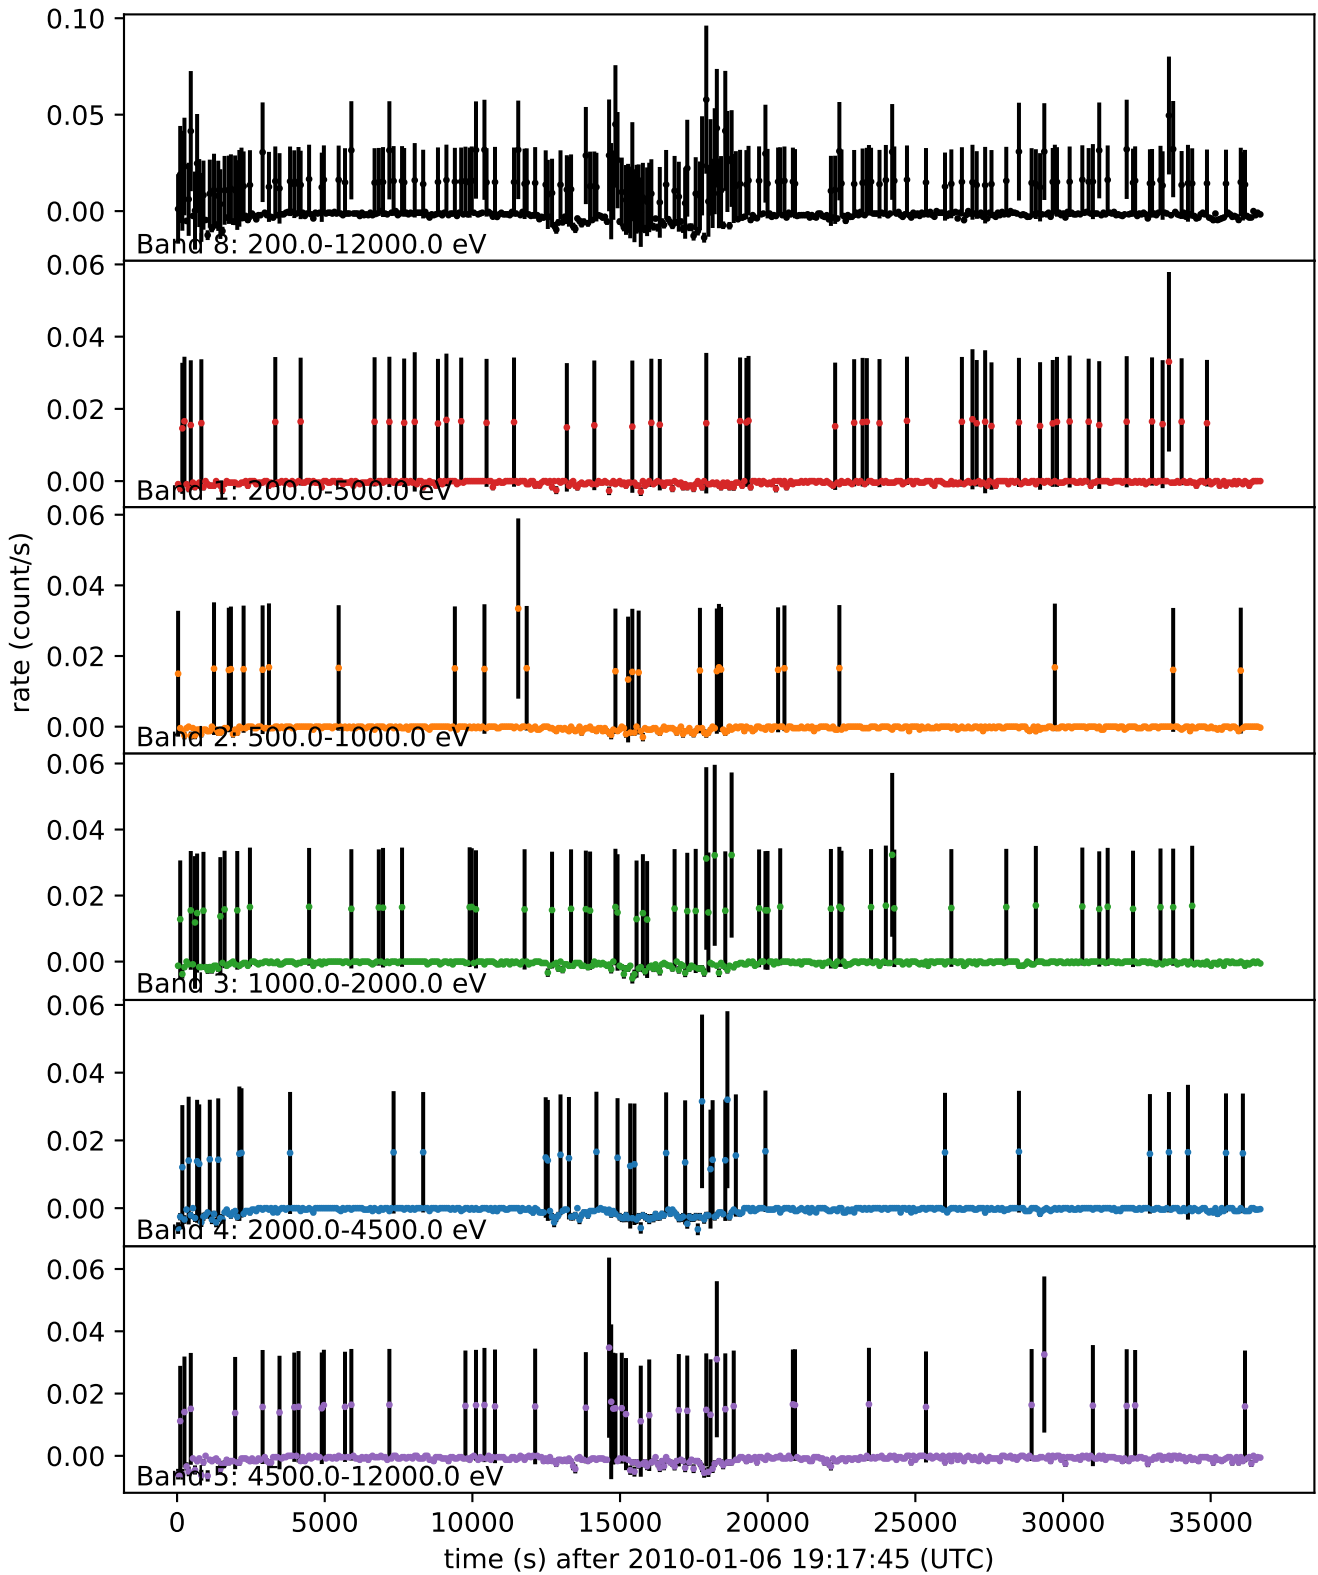 0.10
0.05
0.00
Band 8: 200.0-12000.0 eV
0.06
0.04
0.02
0.00
Band 1: 200.0-500.0 eV
0.06
0.04
0.02
0.00
Band 2: 500.0-1000.0 eV
rate (count/s)
0.06
0.04
0.02
0.00
Band 3: 1000.0-2000.0 eV
0.06
0.04
0.02
0.00
Band 4: 2000.0-4500.0 eV
0.06
0.04
0.02
0.00
Band 5: 4500.0-12000.0 eV
0 5000 10000 15000 20000 25000 30000 35000
time (s) after 2010-01-06 19:17:45 (UTC)